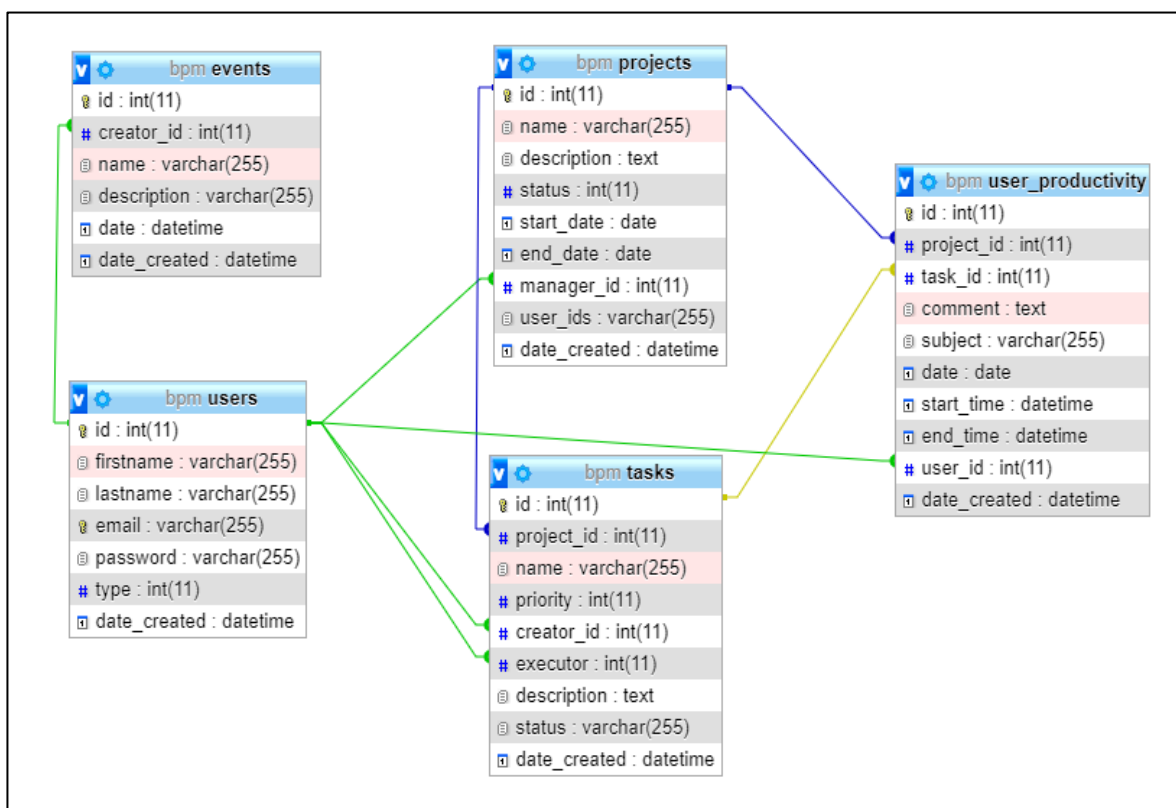 bpm events
id : int(11)
# creator_id : int(11)
name : varchar(255)
description : varchar(255)
date : datetime
date_created : datetime
bpm projects
id : int(11)
name : varchar(255)
description : text
# status : int(11)
start_date : date
end_date : date
# manager_id : int(11)
user_ids : varchar(255)
date_created : datetime
bpm user_productivity
id : int(11)
# project_id : int(11)
# task_id : int(11)
comment : text
subject : varchar(255)
date : date
start_time : datetime
end_time : datetime
# user_id : int(11)
date_created : datetime
bpm users
id : int(11)
firstname : varchar(255)
lastname : varchar(255)
email : varchar(255)
password : varchar(255)
# type : int(11)
date_created : datetime
bpm tasks
id : int(11)
# project_id : int(11)
name : varchar(255)
# priority : int(11)
# creator_id : int(11)
# executor : int(11)
description : text
status : varchar(255)
date_created : datetime